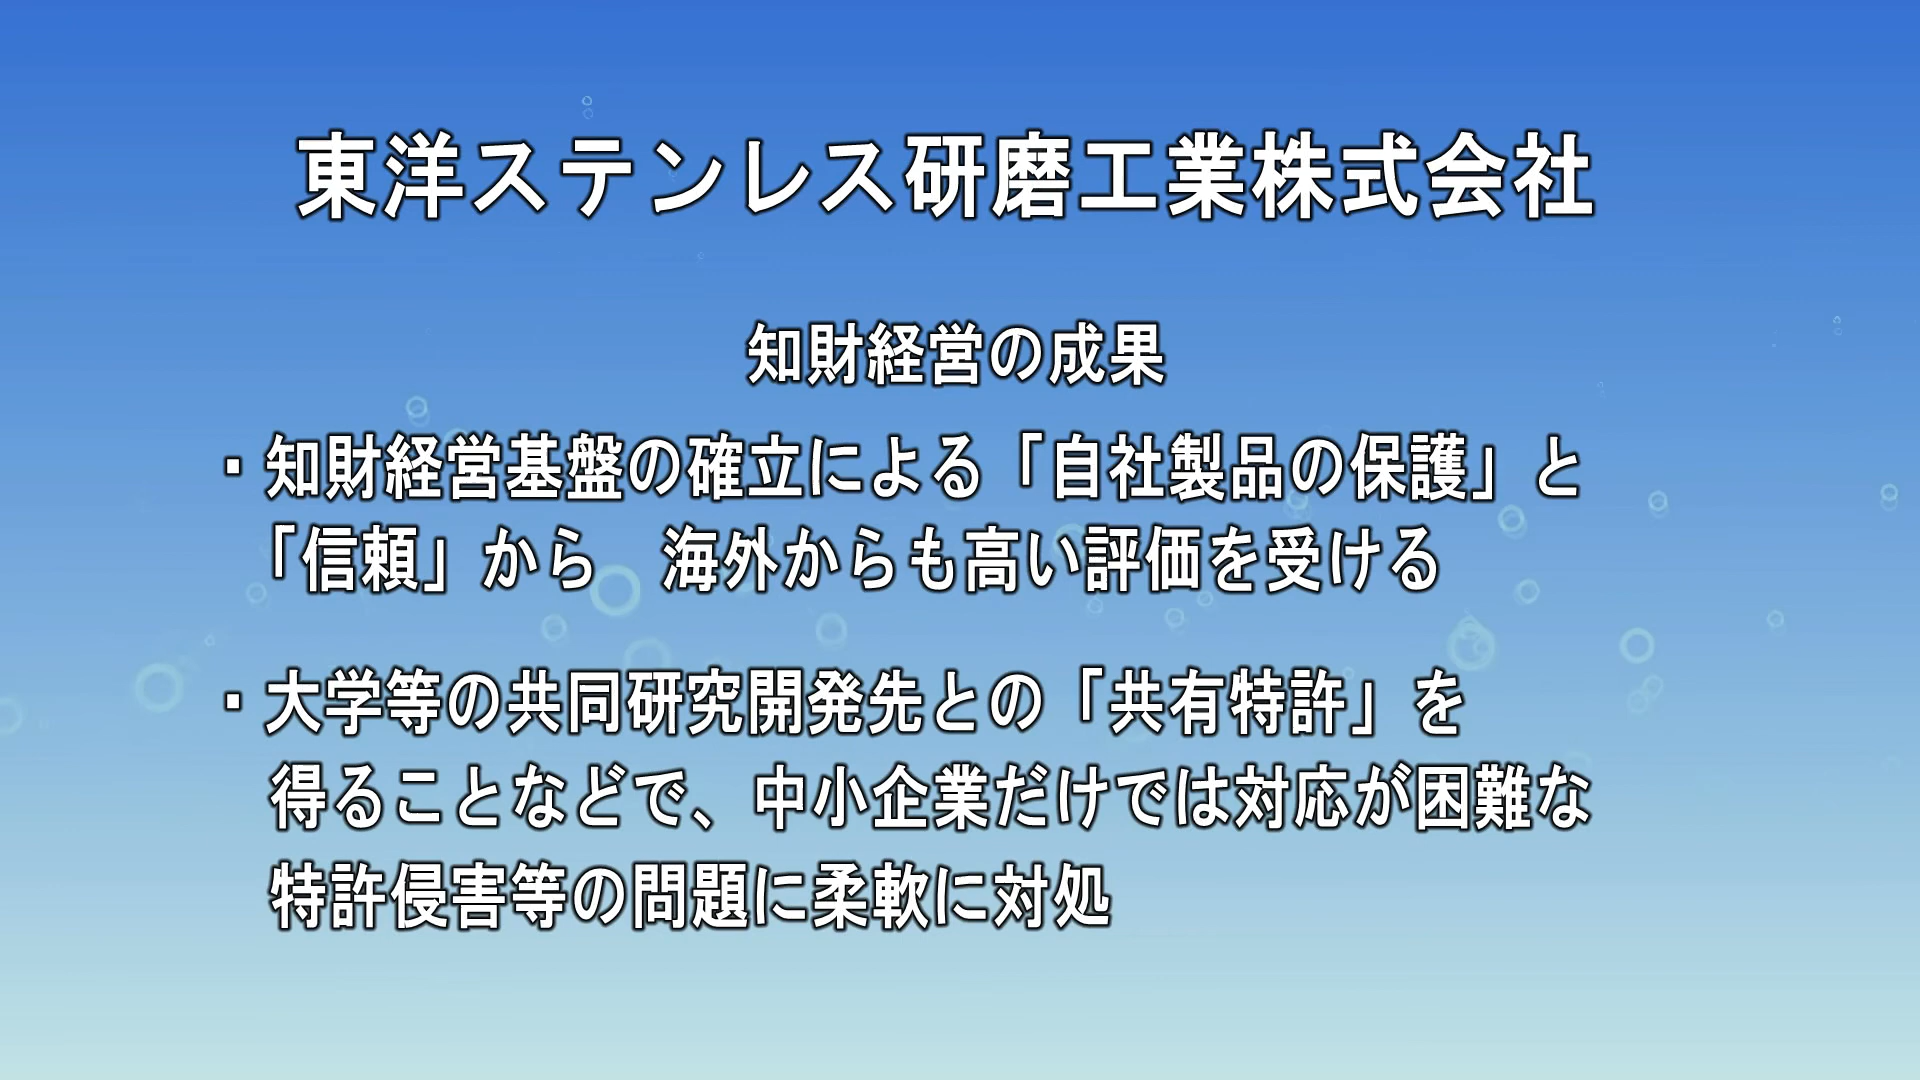 東洋ステンレス研磨工業株式会社
知財経営の成果
・知財経営基盤の確立による「自社製品の保護」と
「信頼」から　海外からも高い評価を受ける
・大学等の共同研究開発先との「共有特許」を
得ることなどで、中小企業だけでは対応が困難な
特許侵害等の問題に柔軟に対処